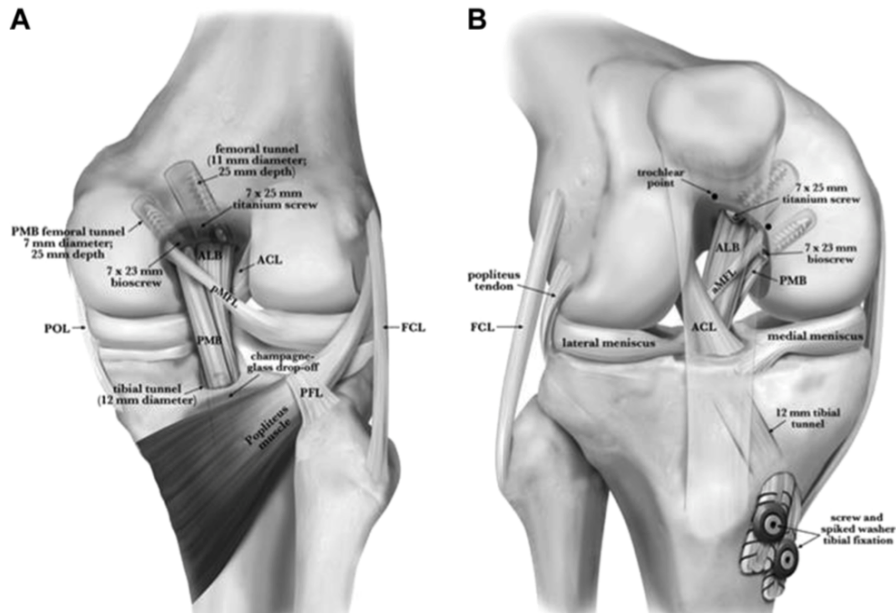 A
femoral tunnel
(11 mm diameter;
25 mm depth)
7 x 25 mm
titanium screw
PMB femoral tunnel
7 mm diameter;
25 mm depth
7 x 23 mm
bioscrew
ALB
ACL
pMFL
POL
PMB
FCL
champagne-
glass drop-off
tibial tunnel
(12 mm diameter)
PFL
Popliteus
muscle
B
trochlear
point
7 x 25 mm
titanium screw
ALB
7 x 23 mm
bioscrew
aMFL
PMB
popliteus
tendon
FCL
ACL
lateral meniscus
medial meniscus
12 mm tibial
tunnel
screw and
spiked washer
tibial fixation